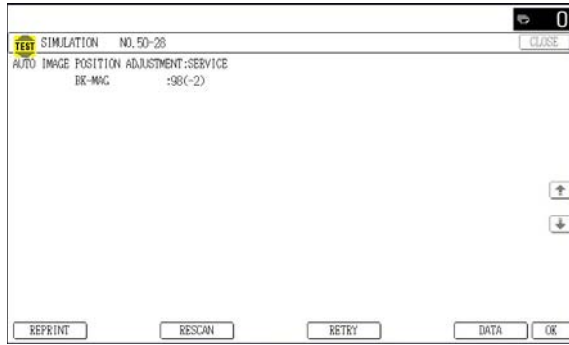 0
TEST SIMULATION NO.50-28 CLOSE
AUTO IMAGE POSITION ADJUSTMENT:SERVICE
BK-MAG :98(-2)
REPRINT RESCAN RETRY DATA OK